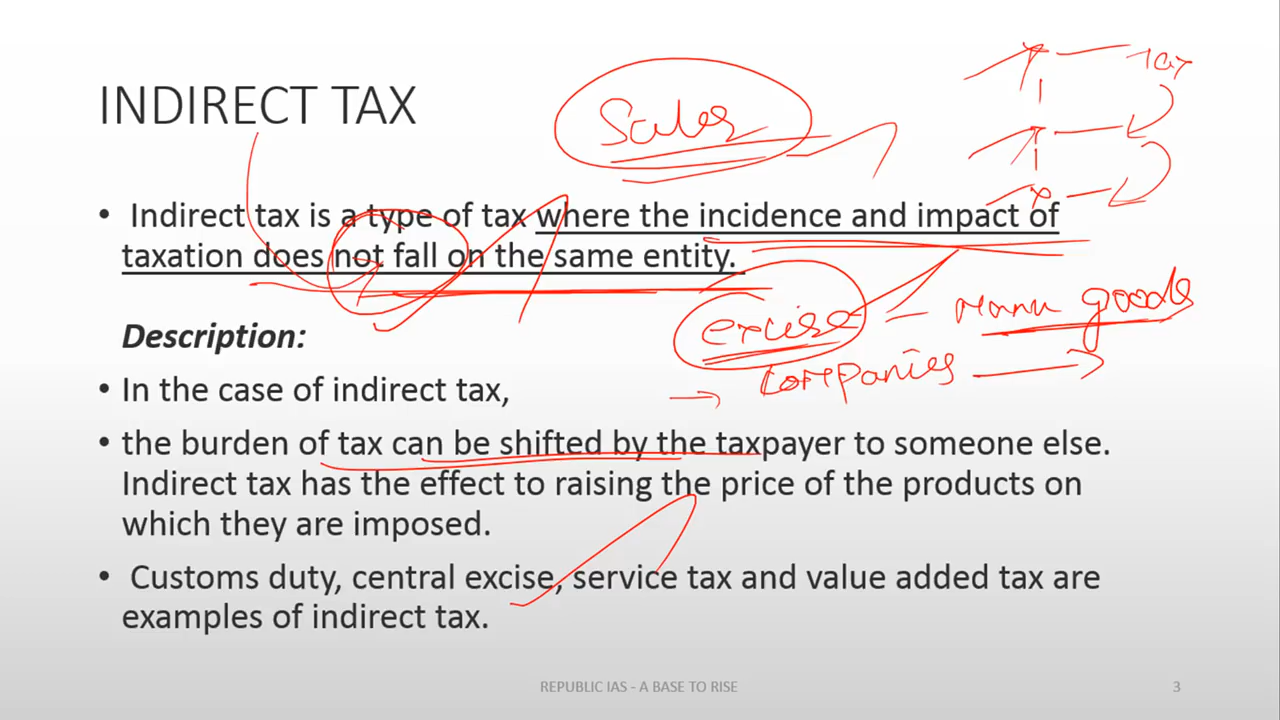 INDIRECT TAX
Sales
Tax
• Indirect tax is a type of tax where the incidence and impact of
taxation does not fall on the same entity.
excise = Manu goods
→ Companies →
Description:
• In the case of indirect tax,
• the burden of tax can be shifted by the taxpayer to someone else.
Indirect tax has the effect to raising the price of the products on
which they are imposed.
• Customs duty, central excise, service tax and value added tax are
examples of indirect tax.
REPUBLIC IAS - A BASE TO RISE
3